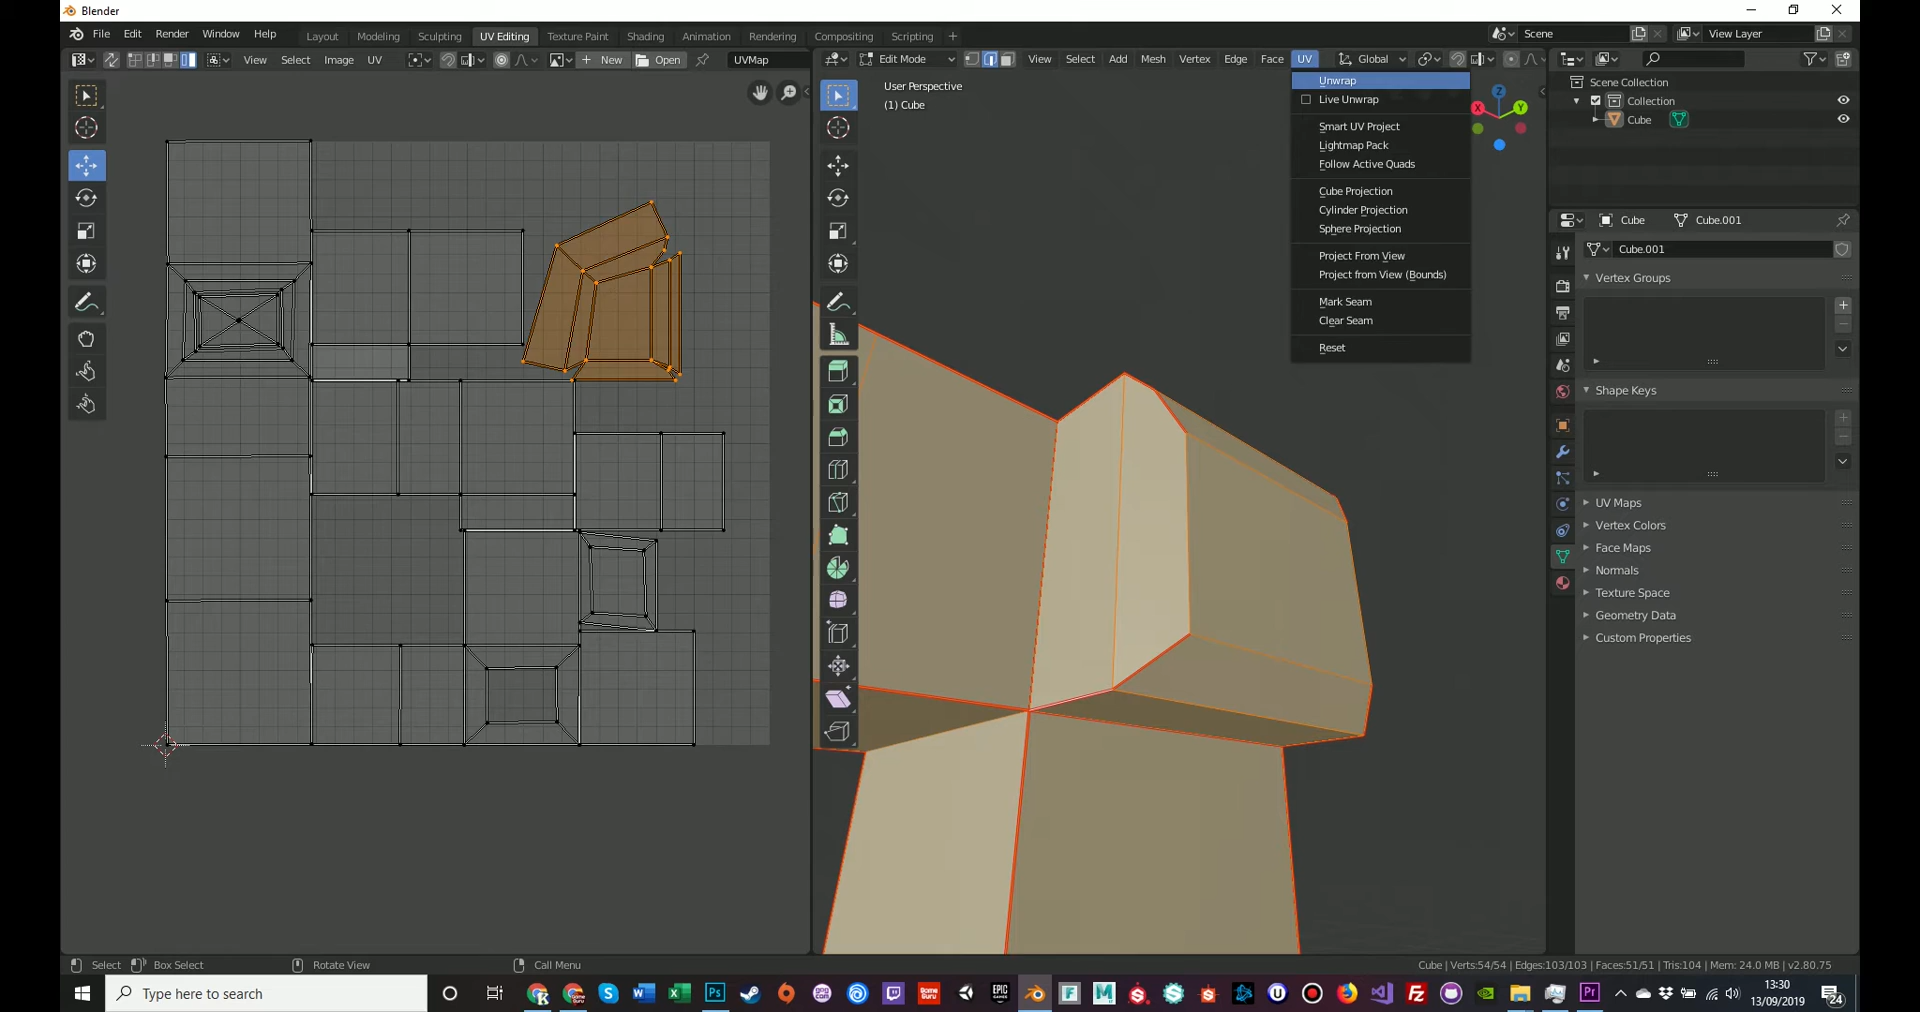 Blender
File Edit Render Window Help
Layout Modeling Sculpting UV Editing Texture Paint Shading Animation Rendering Compositing Scripting +
Scene
View Layer
View Select Image UV
New
Open
UVMap
Edit Mode
View Select Add Mesh Vertex Edge Face UV
Global
User Perspective
(1) Cube
Unwrap
Live Unwrap
Smart UV Project
Lightmap Pack
Follow Active Quads
Cube Projection
Cylinder Projection
Sphere Projection
Project From View
Project from View (Bounds)
Mark Seam
Clear Seam
Reset
X
Y
Z
Scene Collection
Collection
Cube
Cube
Cube.001
Cube.001
Vertex Groups
Shape Keys
UV Maps
Vertex Colors
Face Maps
Normals
Texture Space
Geometry Data
Custom Properties
Select
Box Select
Rotate View
Call Menu
Cube | Verts:54/54 | Edges:103/103 | Faces:51/51 | Tris:104 | Mem: 24.0 MB | v2.80.75
Type here to search
13:30
13/09/2019
24